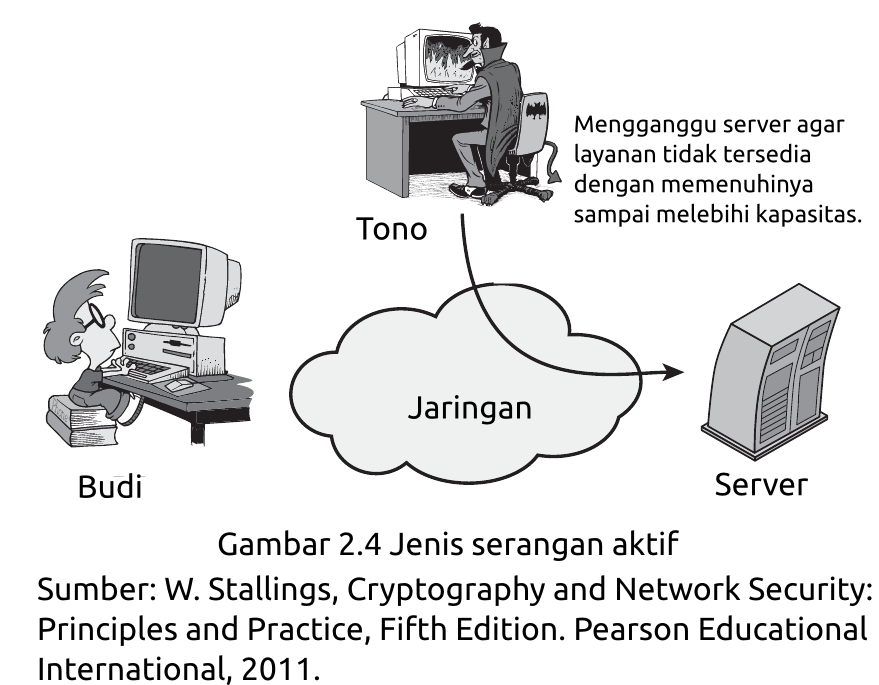 Mengganggu server agar
layanan tidak tersedia
dengan memenuhinya
sampai melebihi kapasitas.
Tono
Jaringan
Budi
Server
Gambar 2.4 Jenis serangan aktif
Sumber: W. Stallings, Cryptography and Network Security:
Principles and Practice, Fifth Edition. Pearson Educational
International, 2011.